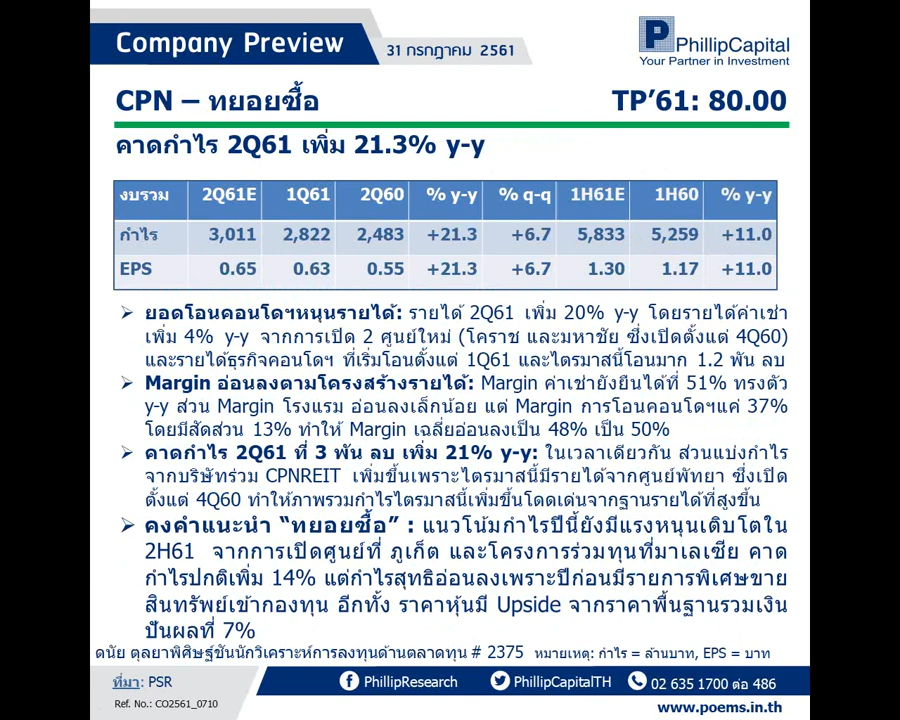 Company Preview
31 กรกฎาคม 2561
P PhillipCapital
Your Partner in Investment
CPN – ทยอยซื้อ TP’61: 80.00
คาดกำไร 2Q61 เพิ่ม 21.3% y-y
งบรวม 2Q61E 1Q61 2Q60 % y-y % q-q 1H61E 1H60 % y-y
กำไร 3,011 2,822 2,483 +21.3 +6.7 5,833 5,259 +11.0
EPS 0.65 0.63 0.55 +21.3 +6.7 1.30 1.17 +11.0
➢ ยอดโอนคอนโดฯหนุนรายได้: รายได้ 2Q61 เพิ่ม 20% y-y โดยรายได้ค่าเช่า
เพิ่ม 4% y-y จากการเปิด 2 ศูนย์ใหม่ (โคราช และมหาชัย ซึ่งเปิดตั้งแต่ 4Q60)
และรายได้ธุรกิจคอนโดฯ ที่เริ่มโอนตั้งแต่ 1Q61 และไตรมาสนี้โอนมาก 1.2 พัน ลบ
➢ Margin อ่อนลงตามโครงสร้างรายได้: Margin ค่าเช่ายังยืนได้ที่ 51% ทรงตัว
y-y ส่วน Margin โรงแรม อ่อนลงเล็กน้อย แต่ Margin การโอนคอนโดฯแค่ 37%
โดยมีสัดส่วน 13% ทำให้ Margin เฉลี่ยอ่อนลงเป็น 48% เป็น 50%
➢ คาดกำไร 2Q61 ที่ 3 พัน ลบ เพิ่ม 21% y-y: ในเวลาเดียวกัน ส่วนแบ่งกำไร
จากบริษัทร่วม CPNREIT เพิ่มขึ้นเพราะไตรมาสนี้มีรายได้จากศูนย์พัทยา ซึ่งเปิด
ตั้งแต่ 4Q60 ทำให้ภาพรวมกำไรไตรมาสนี้เพิ่มขึ้นโดดเด่นจากฐานรายได้ที่สูงขึ้น
➢ คงคำแนะนำ “ทยอยซื้อ” : แนวโน้มกำไรปีนี้ยังมีแรงหนุนเติบโตใน
2H61 จากการเปิดศูนย์ที่ ภูเก็ต และโครงการร่วมทุนที่มาเลเซีย คาด
กำไรปกติเพิ่ม 14% แต่กำไรสุทธิอ่อนลงเพราะปีก่อนมีรายการพิเศษขาย
สินทรัพย์เข้ากองทุน อีกทั้ง ราคาหุ้นมี Upside จากราคาพื้นฐานรวมเงิน
ปันผลที่ 7%
ดนัย ตุลยาพิศิษฐ์ชันนักวิเคราะห์การลงทุนด้านตลาดทุน # 2375 หมายเหตุ: กำไร = ล้านบาท, EPS = บาท
ที่มา: PSR
Ref. No.: CO2561_0710
PhillipResearch PhillipCapitalTH 02 635 1700 ต่อ 486
www.poems.in.th